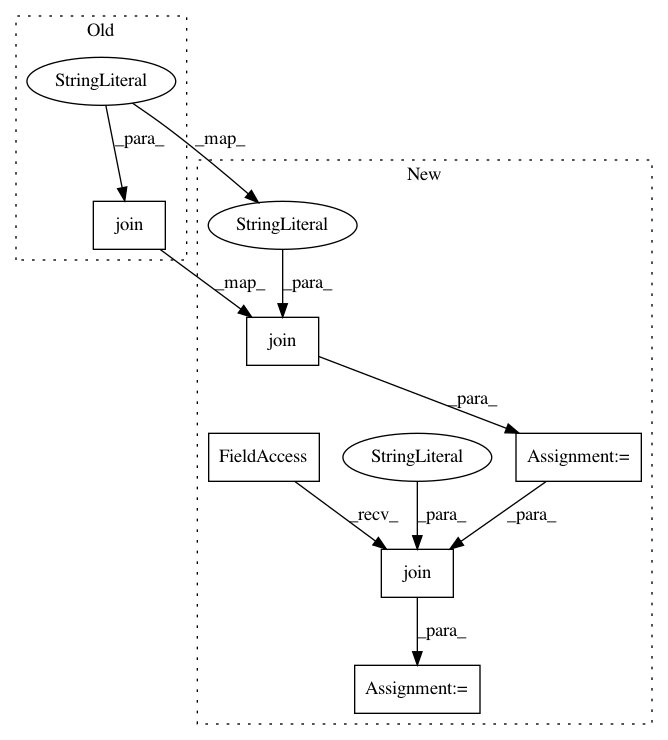 Old
StringLiteral
_para_
_map_
New
join
StringLiteral
_map_
_para_
join
_para_
FieldAccess
StringLiteral
Assignment:=
_recv_
_para_
_para_
join
_para_
Assignment:=